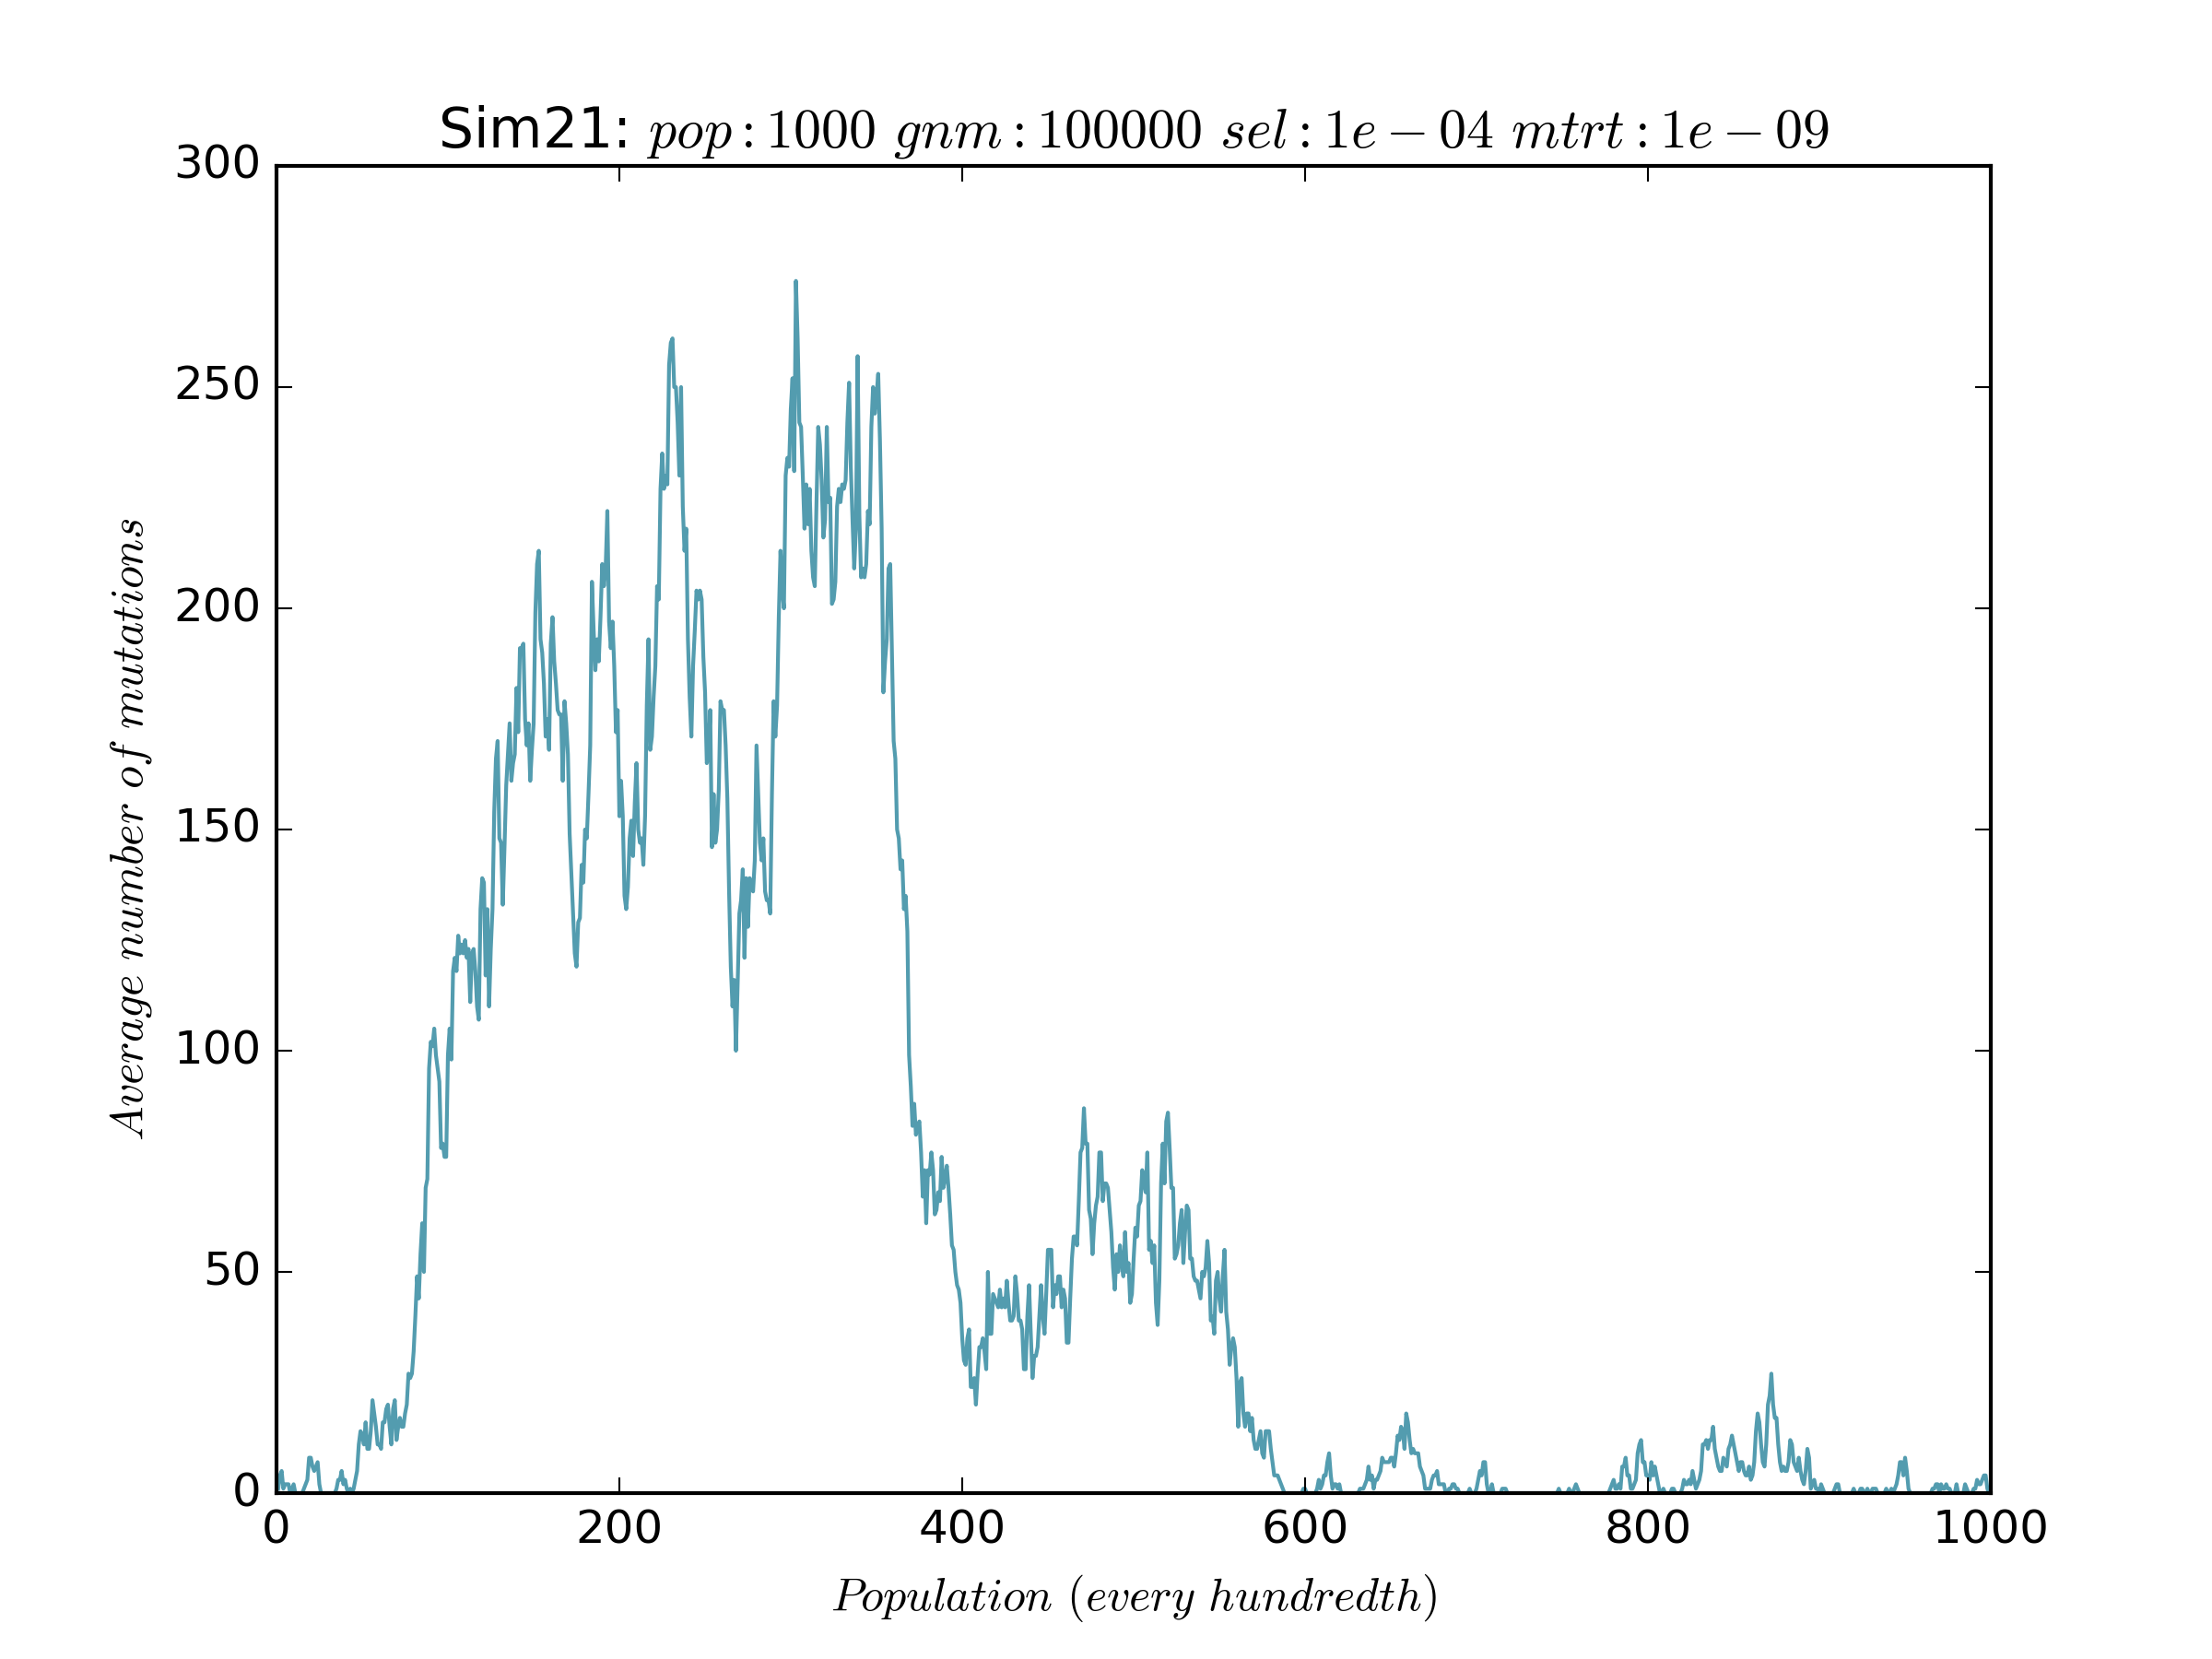 Sim21: pop : 1000 gnm : 100000 sel : 1e − 04 mtrt : 1e − 09
300
250
200
150
100
50
0
Average number of mutations
0 200 400 600 800 1000
Population (every hundredth)